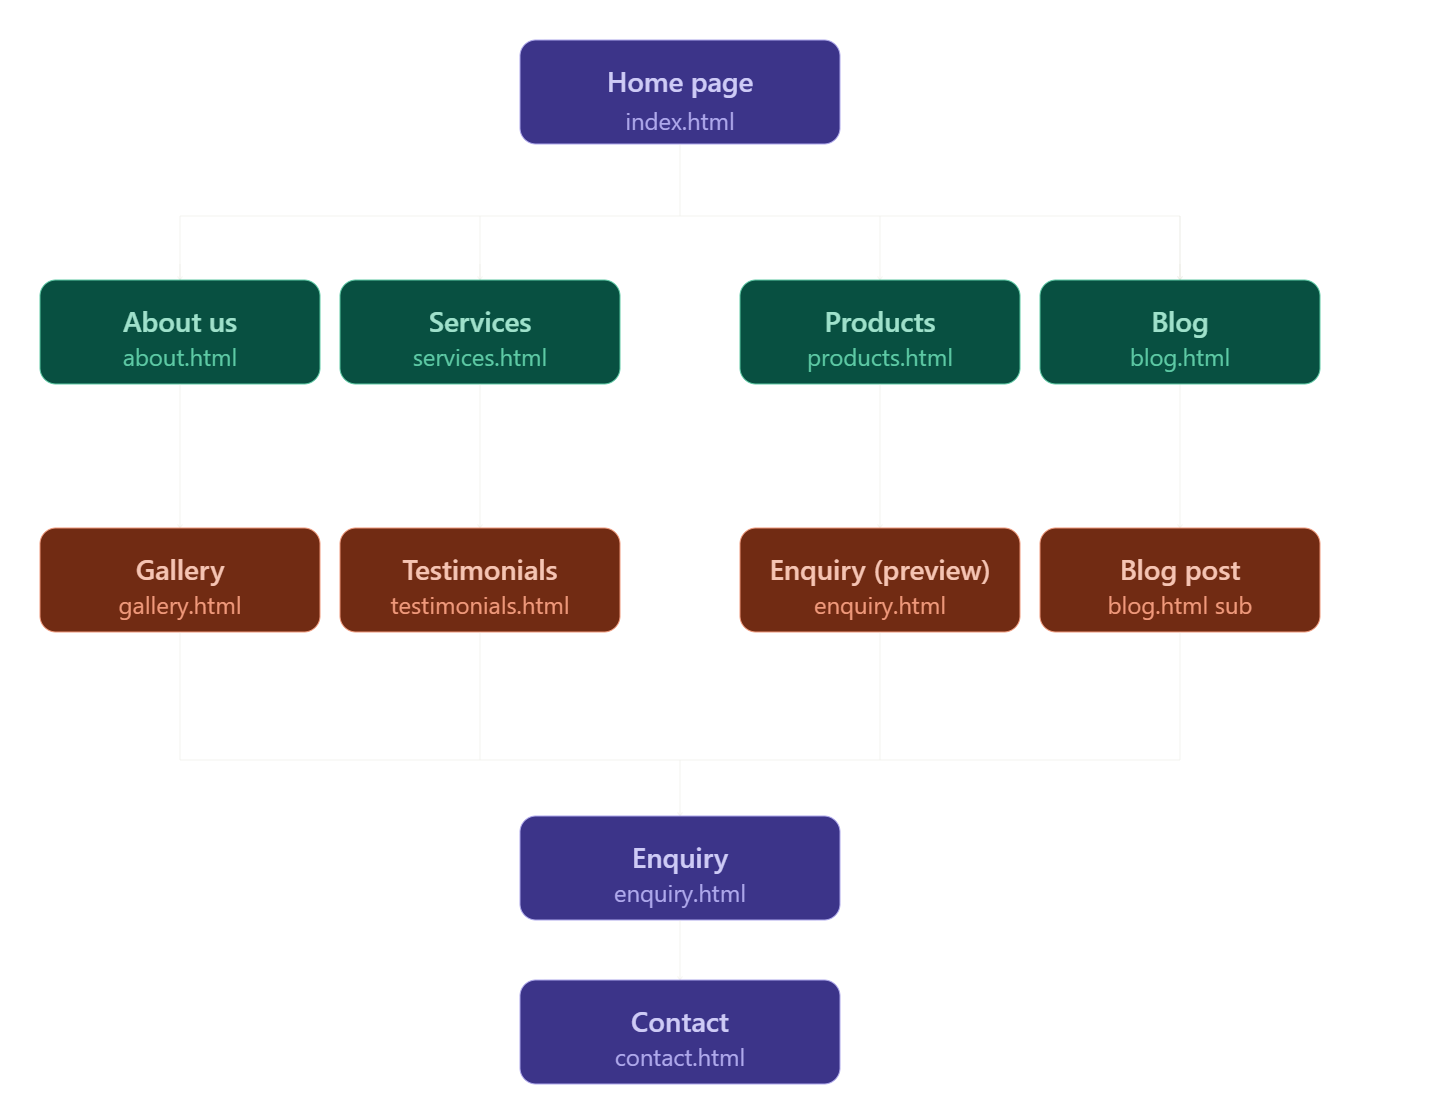 Home page
index.html
About us
about.html
Services
services.html
Products
products.html
Blog
blog.html
Gallery
gallery.html
Testimonials
testimonials.html
Enquiry (preview)
enquiry.html
Blog post
blog.html sub
Enquiry
enquiry.html
Contact
contact.html